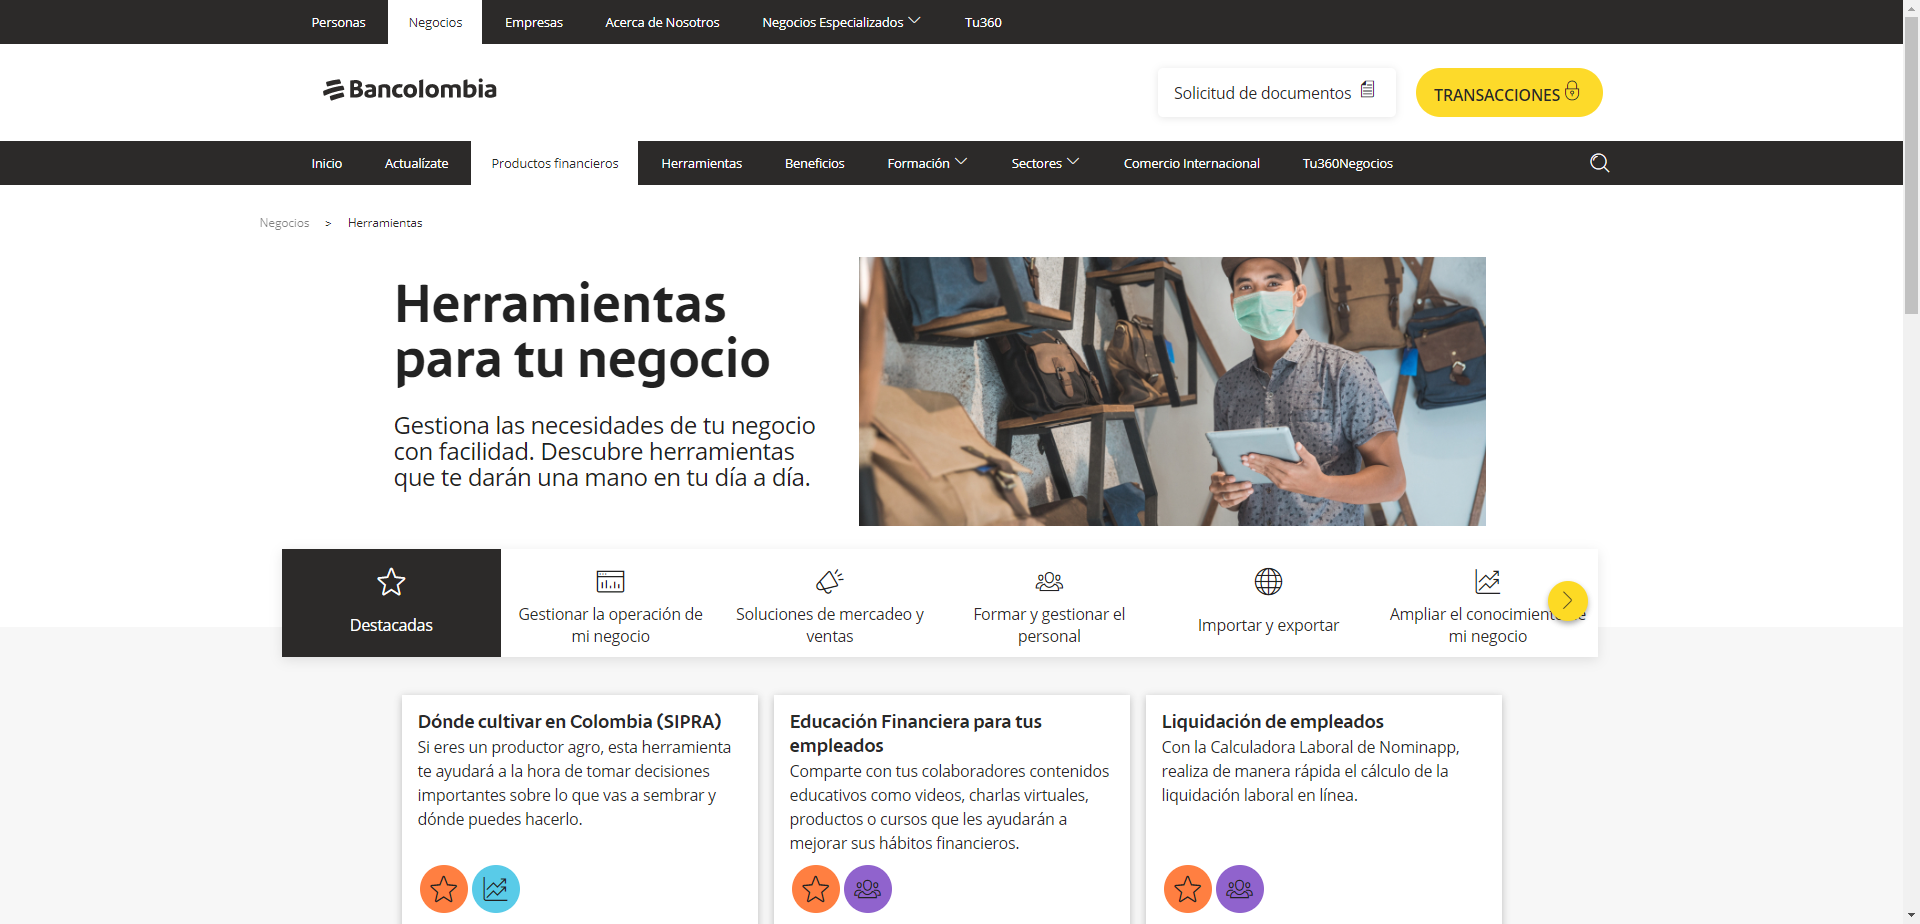 Personas Negocios Empresas Acerca de Nosotros Negocios Especializados Tu360
Bancolombia
Solicitud de documentos
TRANSACCIONES
Inicio Actualízate Productos financieros Herramientas Beneficios Formación Sectores Comercio Internacional Tu360Negocios
Negocios > Herramientas
Herramientas
para tu negocio
Gestiona las necesidades de tu negocio
con facilidad. Descubre herramientas
que te darán una mano en tu día a día.
Destacadas
Gestionar la operación de
mi negocio
Soluciones de mercadeo y
ventas
Formar y gestionar el
personal
Importar y exportar
Ampliar el conocimiento de
mi negocio
Dónde cultivar en Colombia (SIPRA)
Si eres un productor agro, esta herramienta
te ayudará a la hora de tomar decisiones
importantes sobre lo que vas a sembrar y
dónde puedes hacerlo.
Educación Financiera para tus
empleados
Comparte con tus colaboradores contenidos
educativos como videos, charlas virtuales,
productos o cursos que les ayudarán a
mejorar sus hábitos financieros.
Liquidación de empleados
Con la Calculadora Laboral de Nominapp,
realiza de manera rápida el cálculo de la
liquidación laboral en línea.